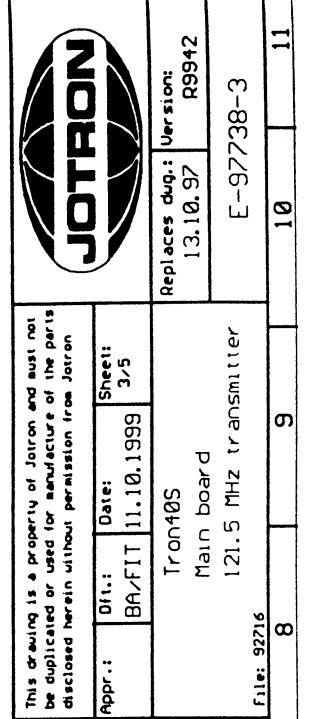 This drawing is a property of Jotron and must not
be duplicated or used for manufacture of the parts
disclosed herein without permission from Jotron
JOTRON
Appr.:
Dft.:
BA/FIT
Date:
11.10.1999
Sheet:
3/5
Tron40S
Main board
121.5 MHz transmitter
File: 92716
Replaces dwg.:
13.10.97
Version:
R9942
E-97738-3
8
9
10
11